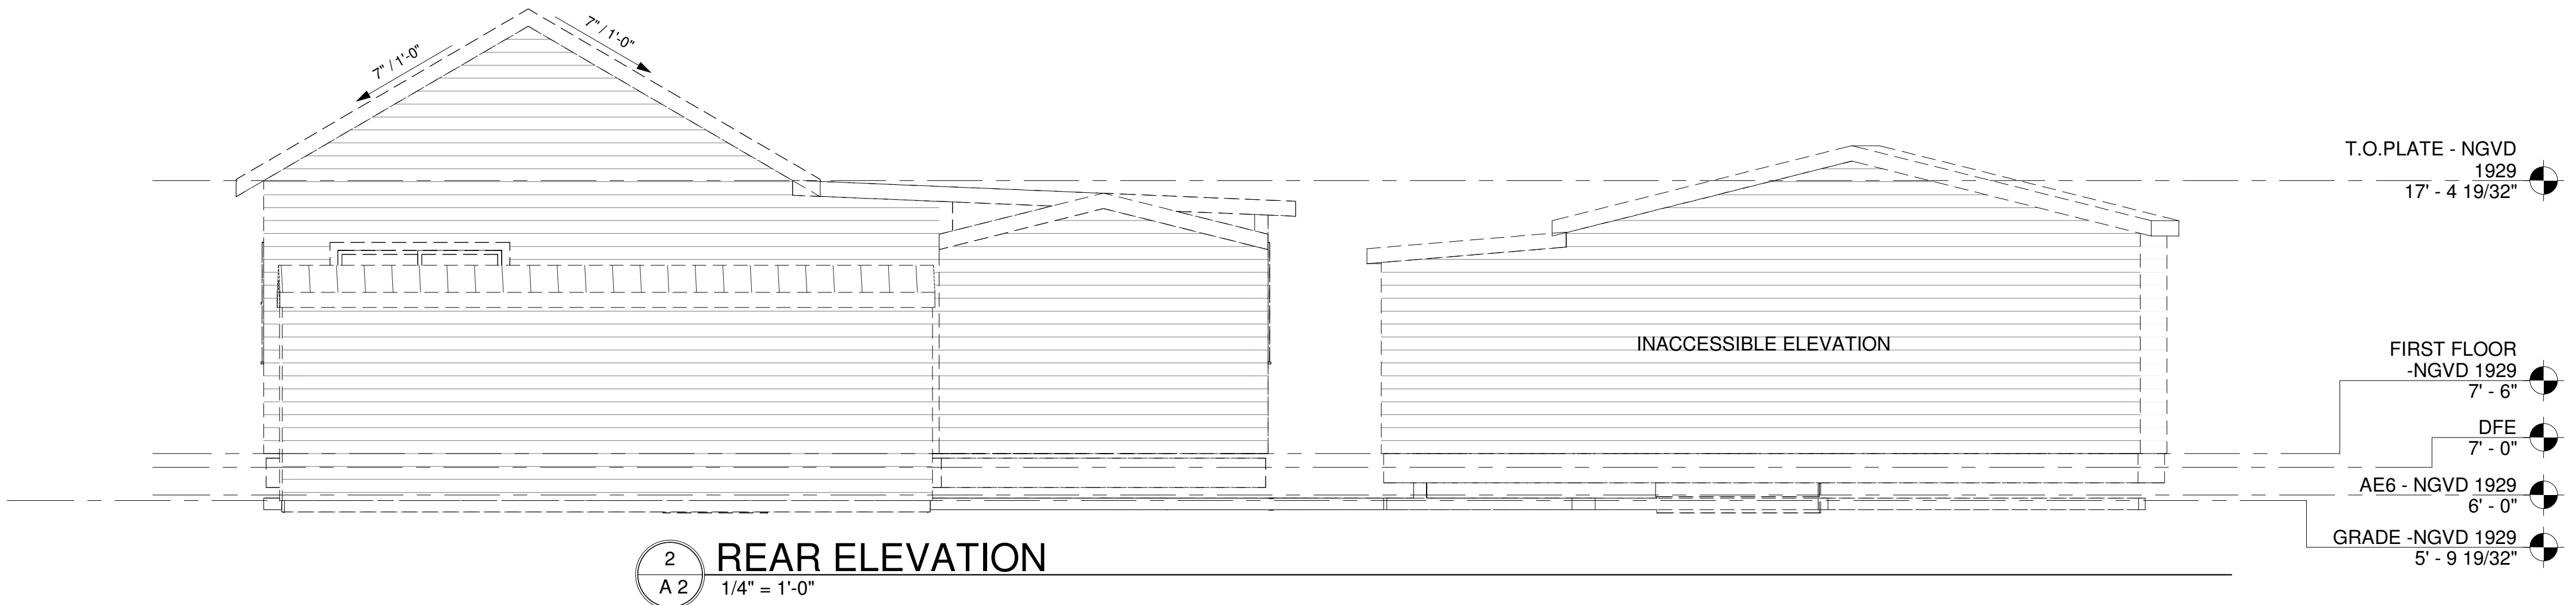 7" / 1'-0"
7" / 1'-0"
T.O.PLATE - NGVD
1929
17' - 4 19/32"
INACCESSIBLE ELEVATION
FIRST FLOOR
-NGVD 1929
7' - 6"
DFE
7' - 0"
AE6 - NGVD 1929
6' - 0"
GRADE -NGVD 1929
5' - 9 19/32"
2
A 2
REAR ELEVATION
1/4" = 1'-0"